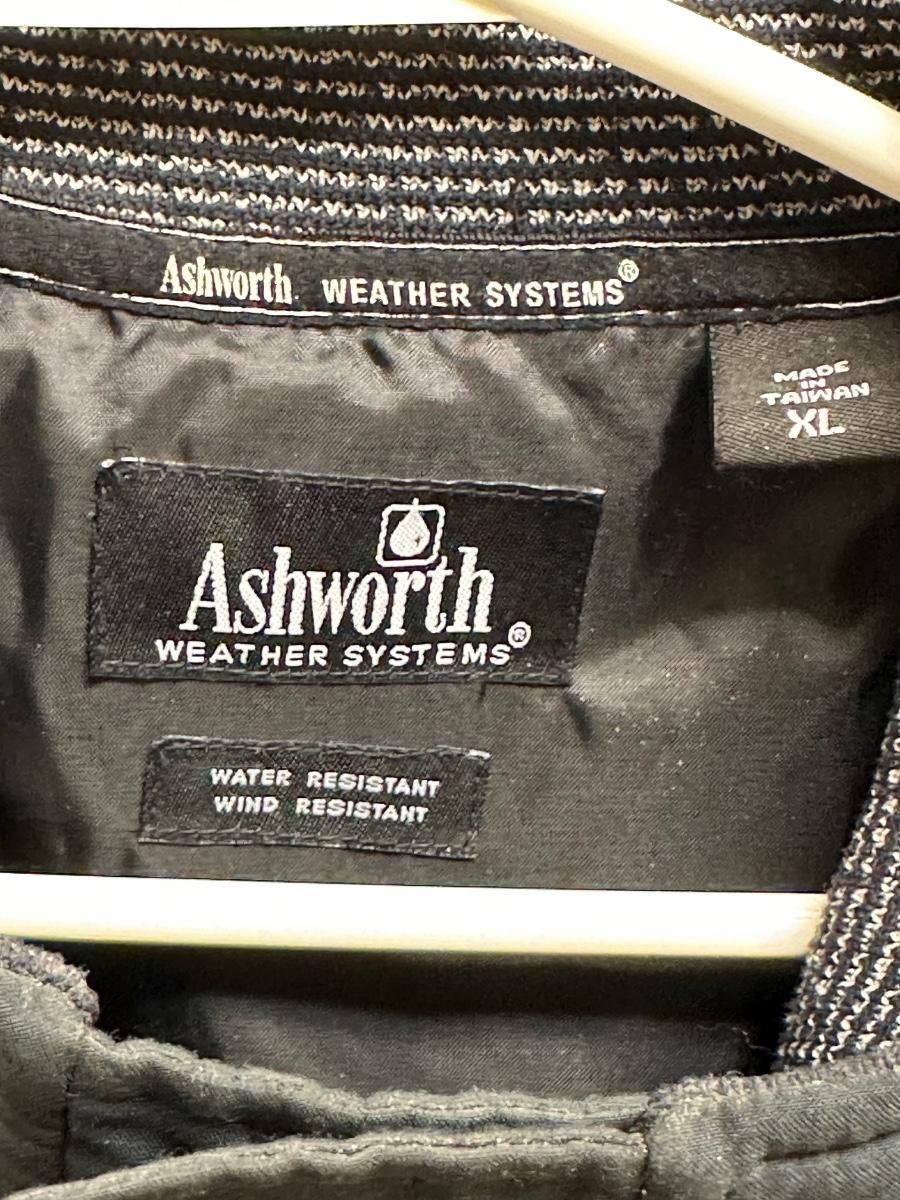 Ashworth. WEATHER SYSTEMS®
MADE
IN
TAIWAN
XL
Ashworth
WEATHER SYSTEMS®
WATER RESISTANT
WIND RESISTANT